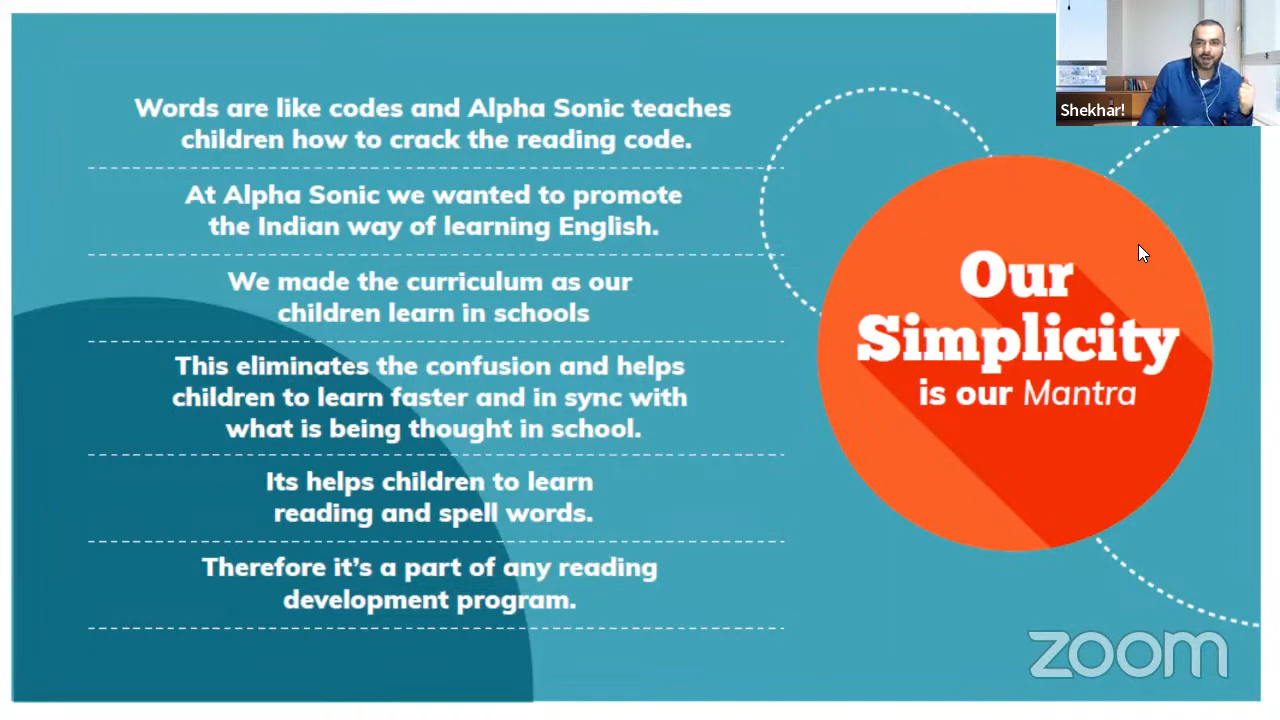 Words are like codes and Alpha Sonic teaches
children how to crack the reading code.
At Alpha Sonic we wanted to promote
the Indian way of learning English.
We made the curriculum as our
children learn in schools
This eliminates the confusion and helps
children to learn faster and in sync with
what is being thought in school.
Its helps children to learn
reading and spell words.
Therefore it’s a part of any reading
development program.
Our
Simplicity
is our Mantra
Shekhar!
zoom